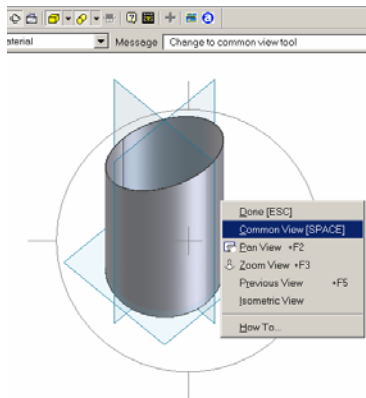 aterial Message Change to common view tool
Done [ESC]
Common View [SPACE]
Pan View +F2
Zoom View +F3
Previous View +F5
Isometric View
How To...